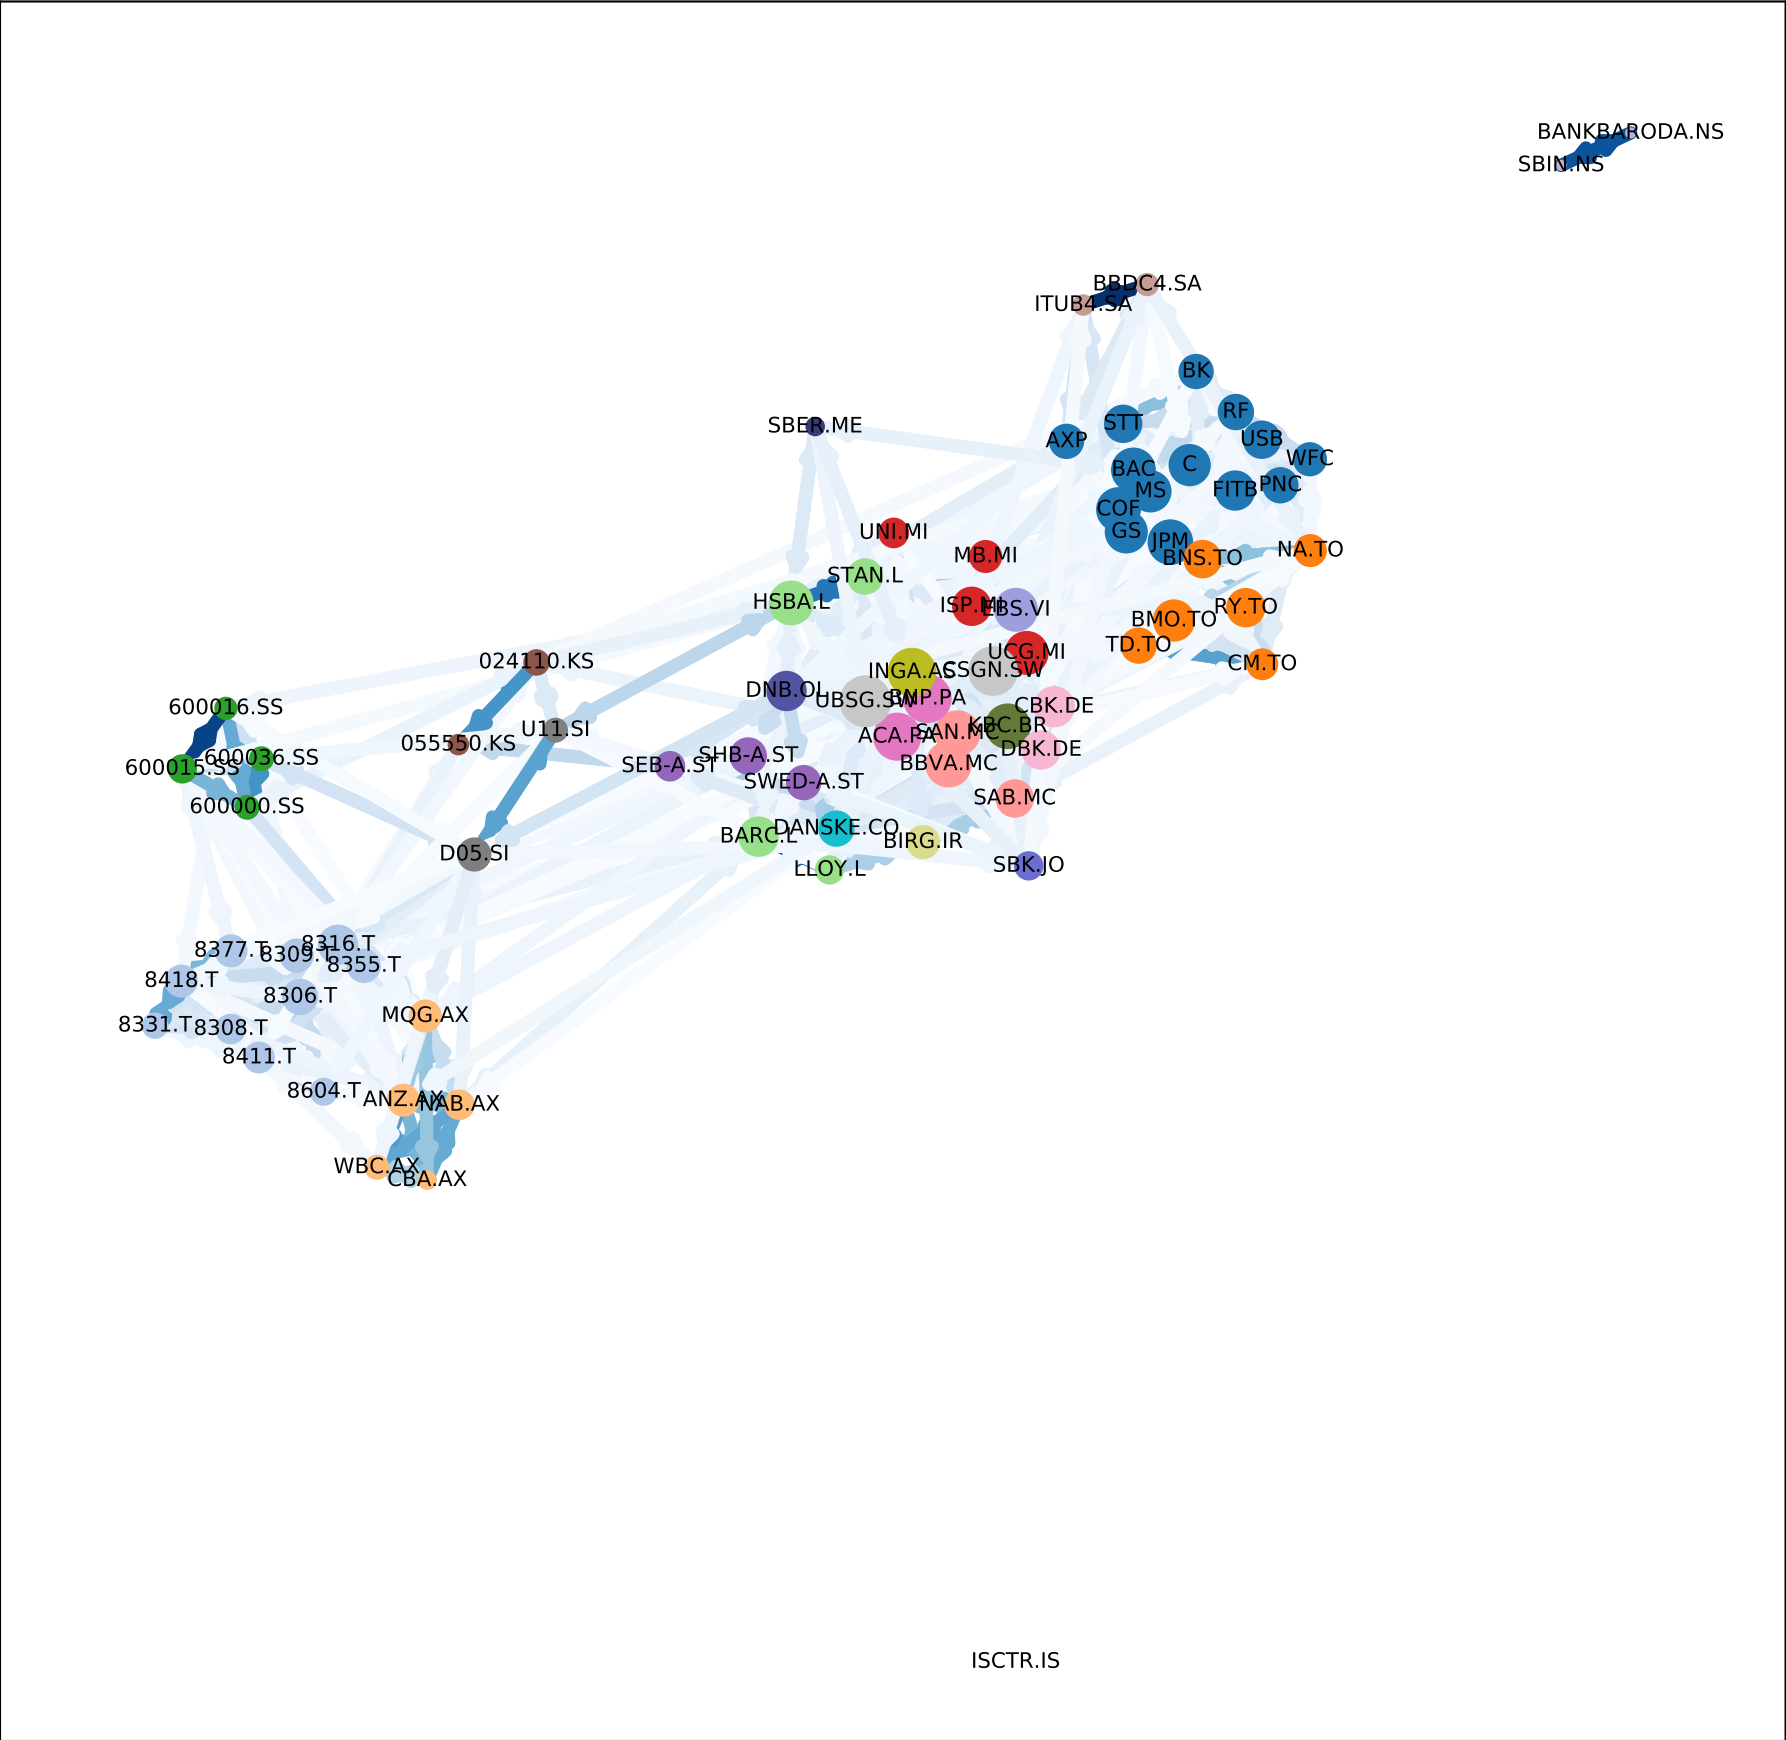 BANKBARODA.NS
SBIN.NS
BBDC4.SA
ITUB4.SA
BK
RF
STT
SBER.ME
AXP
USB
WFC
C
BAC
PNC
FITB
MS
COF
GS
UNI.MI
JPM
NA.TO
MB.MI
BNS.TO
STAN.L
HSBA.L
ISP.MI
EBS.VI
RY.TO
BMO.TO
TD.TO
UCG.MI
024110.KS
CM.TO
INGA.AS
CSGN.SW
DNB.OL
BNP.PA
UBSG.SW
CBK.DE
600016.SS
KBC.BR
U11.SI
SAN.MC
ACA.PA
055550.KS
DBK.DE
SHB-A.ST
600036.SS
BBVA.MC
SEB-A.ST
600015.SS
SWED-A.ST
SAB.MC
600000.SS
DANSKE.CO
BARC.L
BIRG.IR
D05.SI
SBK.JO
LLOY.L
8316.T
8377.T
8309.T
8355.T
8418.T
8306.T
MQG.AX
8331.T
8308.T
8411.T
8604.T
ANZ.AX
NAB.AX
WBC.AX
CBA.AX
ISCTR.IS